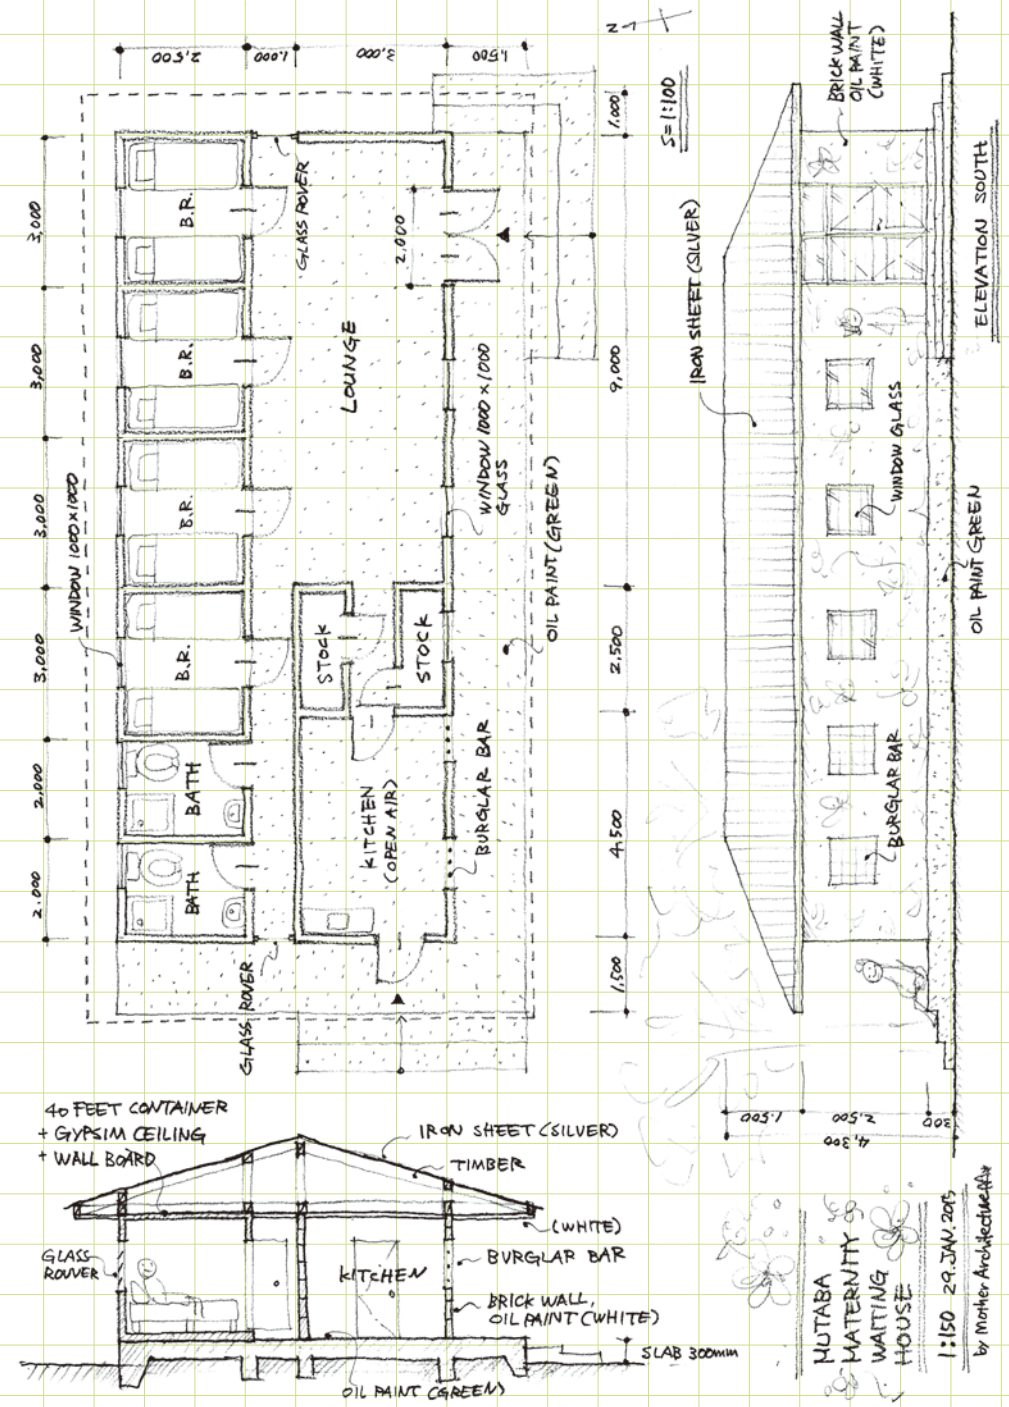 2,500
1.000
3,000
1,500
N
S=1:100
1.000
9,000
2,500
4.500
1,500
3,000
3,000
3,000
3,000
2,000
2.000
B.R.
B.R.
B.R.
B.R.
BATH
BATH
GLASS ROVER
2.000
LOUNGE
STOCK
STOCK
KITCHEN
(OPEN AIR)
WINDOW 1000×1000
WINDOW 1000×1000
GLASS
OIL PAINT (GREEN)
BURGLAR BAR
GLASS ROVER
BRICK WALL
OIL PAINT
(WHITE)
IRON SHEET (SILVER)
ELEVATION SOUTH
WINDOW GLASS
OIL PAINT GREEN
BURGLAR BAR
1.500
2,500
300
4,300
40 FEET CONTAINER
+ GYPSIM CEILING
+ WALL BOARD
IRON SHEET (SILVER)
TIMBER
(WHITE)
GLASS
ROUVER
KITCHEN
BURGLAR BAR
BRICK WALL,
OIL PAINT (WHITE)
SLAB 300mm
OIL PAINT (GREEN)
MUTABA
MATERNITY
WAITING
HOUSE
1:150 29.JAN.2015
by Mother Architecture